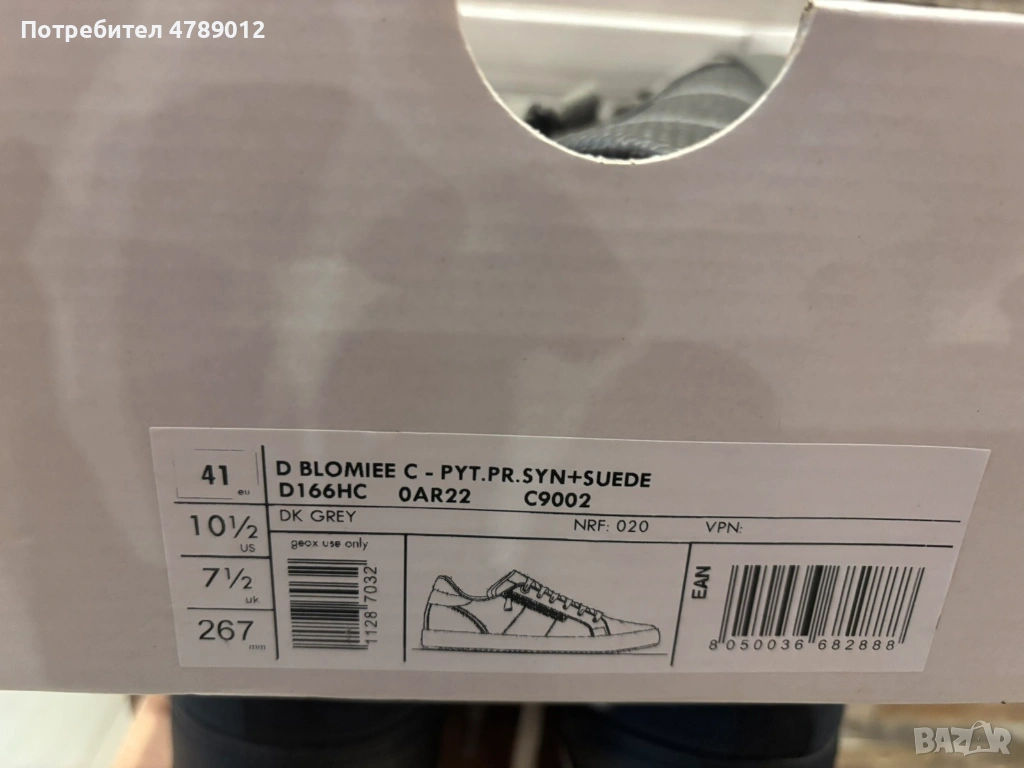 Потребител 4789012
41 eu
D BLOMIEE C - PYT.PR.SYN+SUEDE
D166HC 0AR22 C9002
10½ US
DK GREY NRF: 020 VPN:
7½ uk
267 mm
geox use only
1128 7032
EAN
8 050036 682888
BAZAR